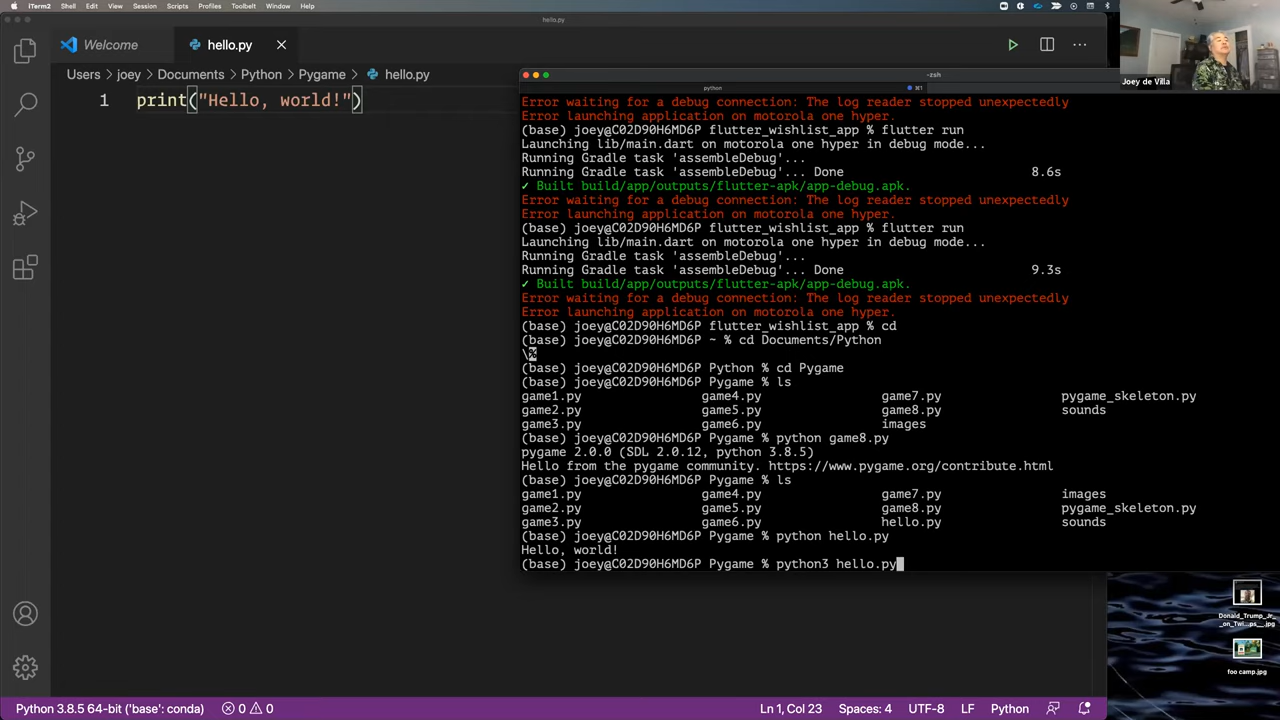 iTerm2 Shell Edit View Session Scripts Profiles Toolbelt Window Help
hello.py
Welcome hello.py
Users › joey › Documents › Python › Pygame › hello.py
1 print("Hello, world!")
Joey de Villa
~zsh
python ⌘1
Error waiting for a debug connection: The log reader stopped unexpectedly
Error launching application on motorola one hyper.
(base) joey@C02D90H6MD6P flutter_wishlist_app % flutter run
Launching lib/main.dart on motorola one hyper in debug mode...
Running Gradle task 'assembleDebug'...
Running Gradle task 'assembleDebug'... Done 8.6s
✓ Built build/app/outputs/flutter-apk/app-debug.apk.
Error waiting for a debug connection: The log reader stopped unexpectedly
Error launching application on motorola one hyper.
(base) joey@C02D90H6MD6P flutter_wishlist_app % flutter run
Launching lib/main.dart on motorola one hyper in debug mode...
Running Gradle task 'assembleDebug'...
Running Gradle task 'assembleDebug'... Done 9.3s
✓ Built build/app/outputs/flutter-apk/app-debug.apk.
Error waiting for a debug connection: The log reader stopped unexpectedly
Error launching application on motorola one hyper.
(base) joey@C02D90H6MD6P flutter_wishlist_app % cd
(base) joey@C02D90H6MD6P ~ % cd Documents/Python
\%
(base) joey@C02D90H6MD6P Python % cd Pygame
(base) joey@C02D90H6MD6P Pygame % ls
game1.py game4.py game7.py pygame_skeleton.py
game2.py game5.py game8.py sounds
game3.py game6.py images
(base) joey@C02D90H6MD6P Pygame % python game8.py
pygame 2.0.0 (SDL 2.0.12, python 3.8.5)
Hello from the pygame community. https://www.pygame.org/contribute.html
(base) joey@C02D90H6MD6P Pygame % ls
game1.py game4.py game7.py images
game2.py game5.py game8.py pygame_skeleton.py
game3.py game6.py hello.py sounds
(base) joey@C02D90H6MD6P Pygame % python hello.py
Hello, world!
(base) joey@C02D90H6MD6P Pygame % python3 hello.py
Donald_Trump_Jr_
_on_Twi...ps__.jpg
foo camp.jpg
Python 3.8.5 64-bit ('base': conda) 0 0 Ln 1, Col 23 Spaces: 4 UTF-8 LF Python